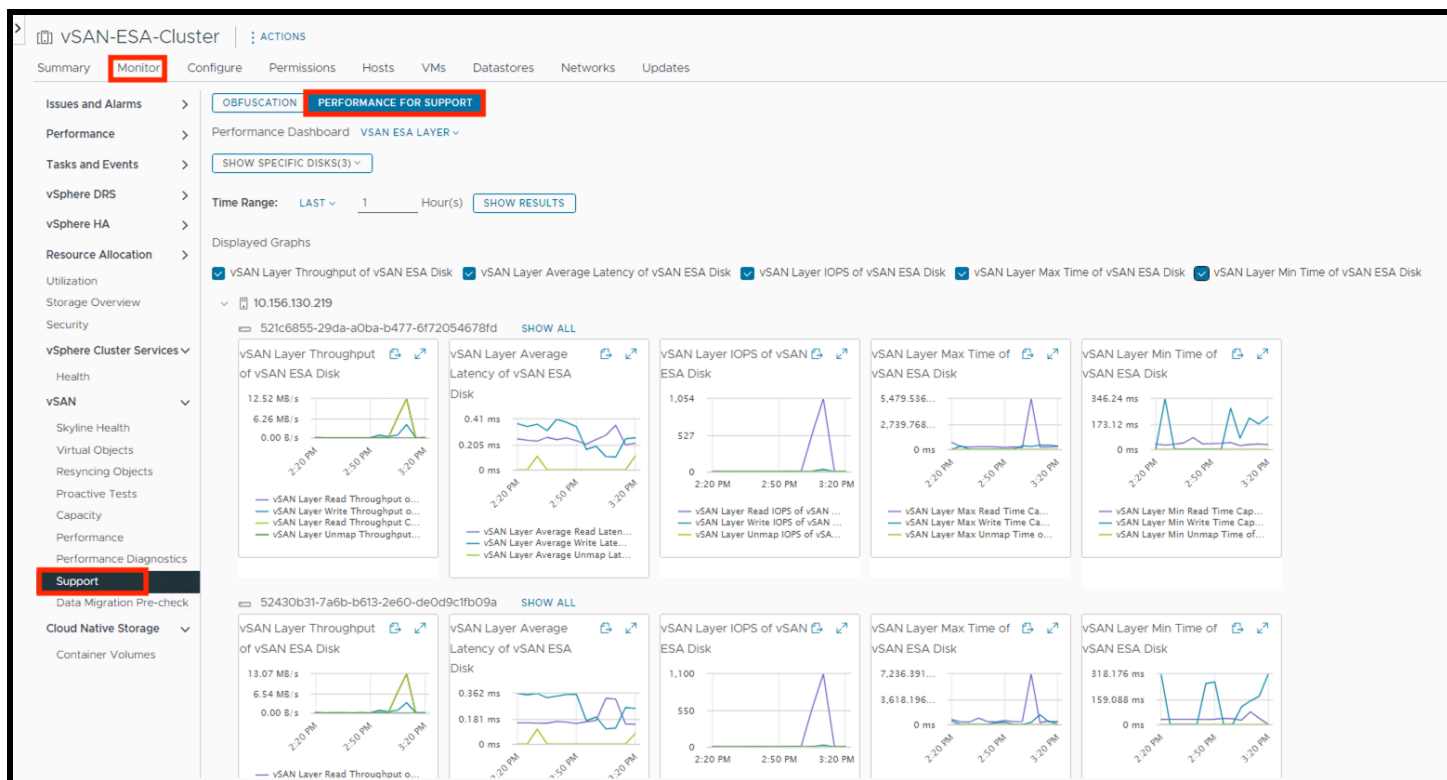 vSAN-ESA-Cluster
ACTIONS
Summary Monitor Configure Permissions Hosts VMs Datastores Networks Updates
Issues and Alarms
Performance
Tasks and Events
vSphere DRS
vSphere HA
Resource Allocation
Utilization
Storage Overview
Security
vSphere Cluster Services
Health
vSAN
Skyline Health
Virtual Objects
Resyncing Objects
Proactive Tests
Capacity
Performance
Performance Diagnostics
Support
Data Migration Pre-check
Cloud Native Storage
Container Volumes
OBFUSCATION PERFORMANCE FOR SUPPORT
Performance Dashboard VSAN ESA LAYER
SHOW SPECIFIC DISKS(3)
Time Range: LAST 1 Hour(s) SHOW RESULTS
Displayed Graphs
vSAN Layer Throughput of vSAN ESA Disk vSAN Layer Average Latency of vSAN ESA Disk vSAN Layer IOPS of vSAN ESA Disk vSAN Layer Max Time of vSAN ESA Disk vSAN Layer Min Time of vSAN ESA Disk
10.156.130.219
521c6855-29da-a0ba-b477-6f72054678fd SHOW ALL
vSAN Layer Throughput
of vSAN ESA Disk
12.52 MB/s
6.26 MB/s
0.00 B/s
2:20 PM 2:50 PM 3:20 PM
vSAN Layer Read Throughput o...
vSAN Layer Write Throughput o...
vSAN Layer Read Throughput C...
vSAN Layer Unmap Throughput...
vSAN Layer Average
Latency of vSAN ESA
Disk
0.41 ms
0.205 ms
0 ms
2:20 PM 2:50 PM 3:20 PM
vSAN Layer Average Read Laten...
vSAN Layer Average Write Late...
vSAN Layer Average Unmap Lat...
vSAN Layer IOPS of vSAN
ESA Disk
1,054
527
0
2:20 PM 2:50 PM 3:20 PM
vSAN Layer Read IOPS of vSAN ...
vSAN Layer Write IOPS of vSAN ...
vSAN Layer Unmap IOPS of vSA...
vSAN Layer Max Time of
vSAN ESA Disk
5,479.536...
2,739.768...
0 ms
2:20 PM 2:50 PM 3:20 PM
vSAN Layer Max Read Time Ca...
vSAN Layer Max Write Time Ca...
vSAN Layer Max Unmap Time o...
vSAN Layer Min Time of
vSAN ESA Disk
346.24 ms
173.12 ms
0 ms
2:20 PM 2:50 PM 3:20 PM
vSAN Layer Min Read Time Cap...
vSAN Layer Min Write Time Cap...
vSAN Layer Min Unmap Time of...
52430b31-7a6b-b613-2e60-de0d9c1fb09a SHOW ALL
vSAN Layer Throughput
of vSAN ESA Disk
13.07 MB/s
6.54 MB/s
0.00 B/s
2:20 PM 2:50 PM 3:20 PM
vSAN Layer Read Throughput o...
vSAN Layer Average
Latency of vSAN ESA
Disk
0.362 ms
0.181 ms
0 ms
2:20 PM 2:50 PM 3:20 PM
vSAN Layer IOPS of vSAN
ESA Disk
1,100
550
0
2:20 PM 2:50 PM 3:20 PM
vSAN Layer Max Time of
vSAN ESA Disk
7,236.391...
3,618.196...
0 ms
2:20 PM 2:50 PM 3:20 PM
vSAN Layer Min Time of
vSAN ESA Disk
318.176 ms
159.088 ms
0 ms
2:20 PM 2:50 PM 3:20 PM